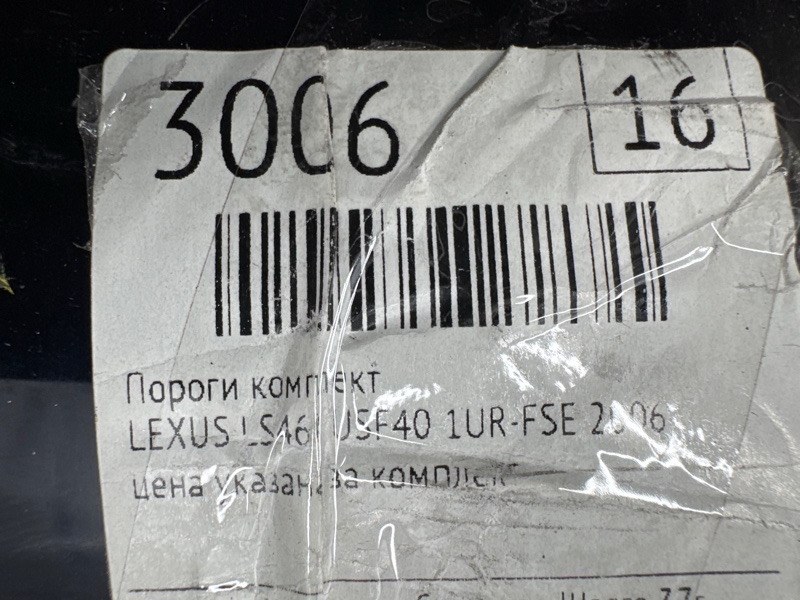 3006
16
Пороги комплект
LEXUS LS460 USF40 1UR-FSE 2006
цена указана за комплект